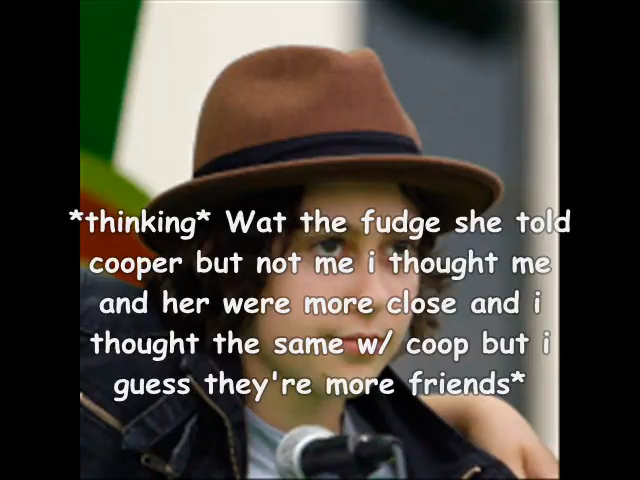 *thinking* Wat the fudge she told
cooper but not me i thought me
and her were more close and i
thought the same w/ coop but i
guess they're more friends*